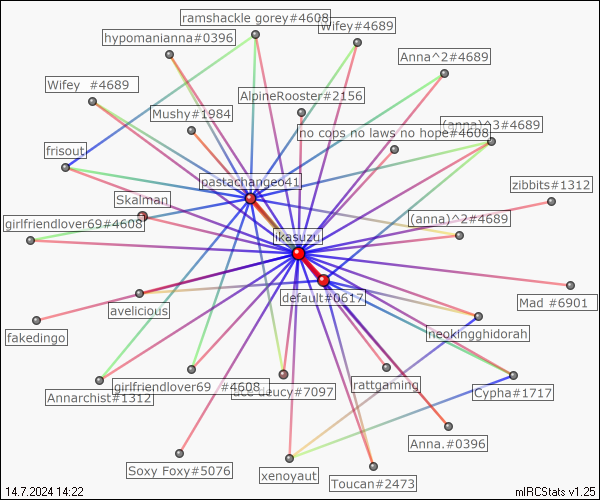 ramshackle gorey#4608
Wifey#4689
hypomanianna#0396
Anna^2#4689
Wifey   #4689
AlpineRooster#2156
Mushy#1984
(anna)^3#4689
no cops no laws no hope#4608
frisout
pastachangeo41
zibbits#1312
Skalman
(anna)^2#4689
girlfriendlover69#4608
ikasuzu
default#0617
Mad #6901
avelicious
neokingghidorah
fakedingo
girlfriendlover69   #4608
deucy#7097
rattgaming
Cypha#1717
Annarchist#1312
Anna.#0396
Soxy Foxy#5076
xenoyaut
Toucan#2473
14.7.2024 14:22
mIRCStats v1.25